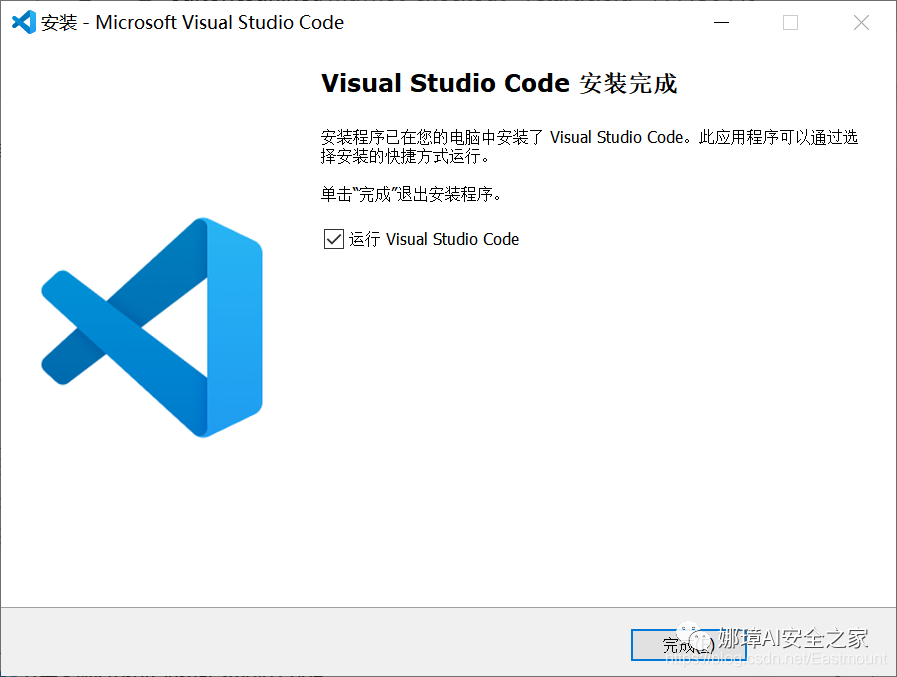 安装 - Microsoft Visual Studio Code
Visual Studio Code 安装完成
安装程序已在您的电脑中安装了 Visual Studio Code。此应用程序可以通过选
择安装的快捷方式运行。
单击“完成”退出安装程序。
运行 Visual Studio Code
完成
娜璋AI安全之家
https://blog.csdn.net/Eastmount